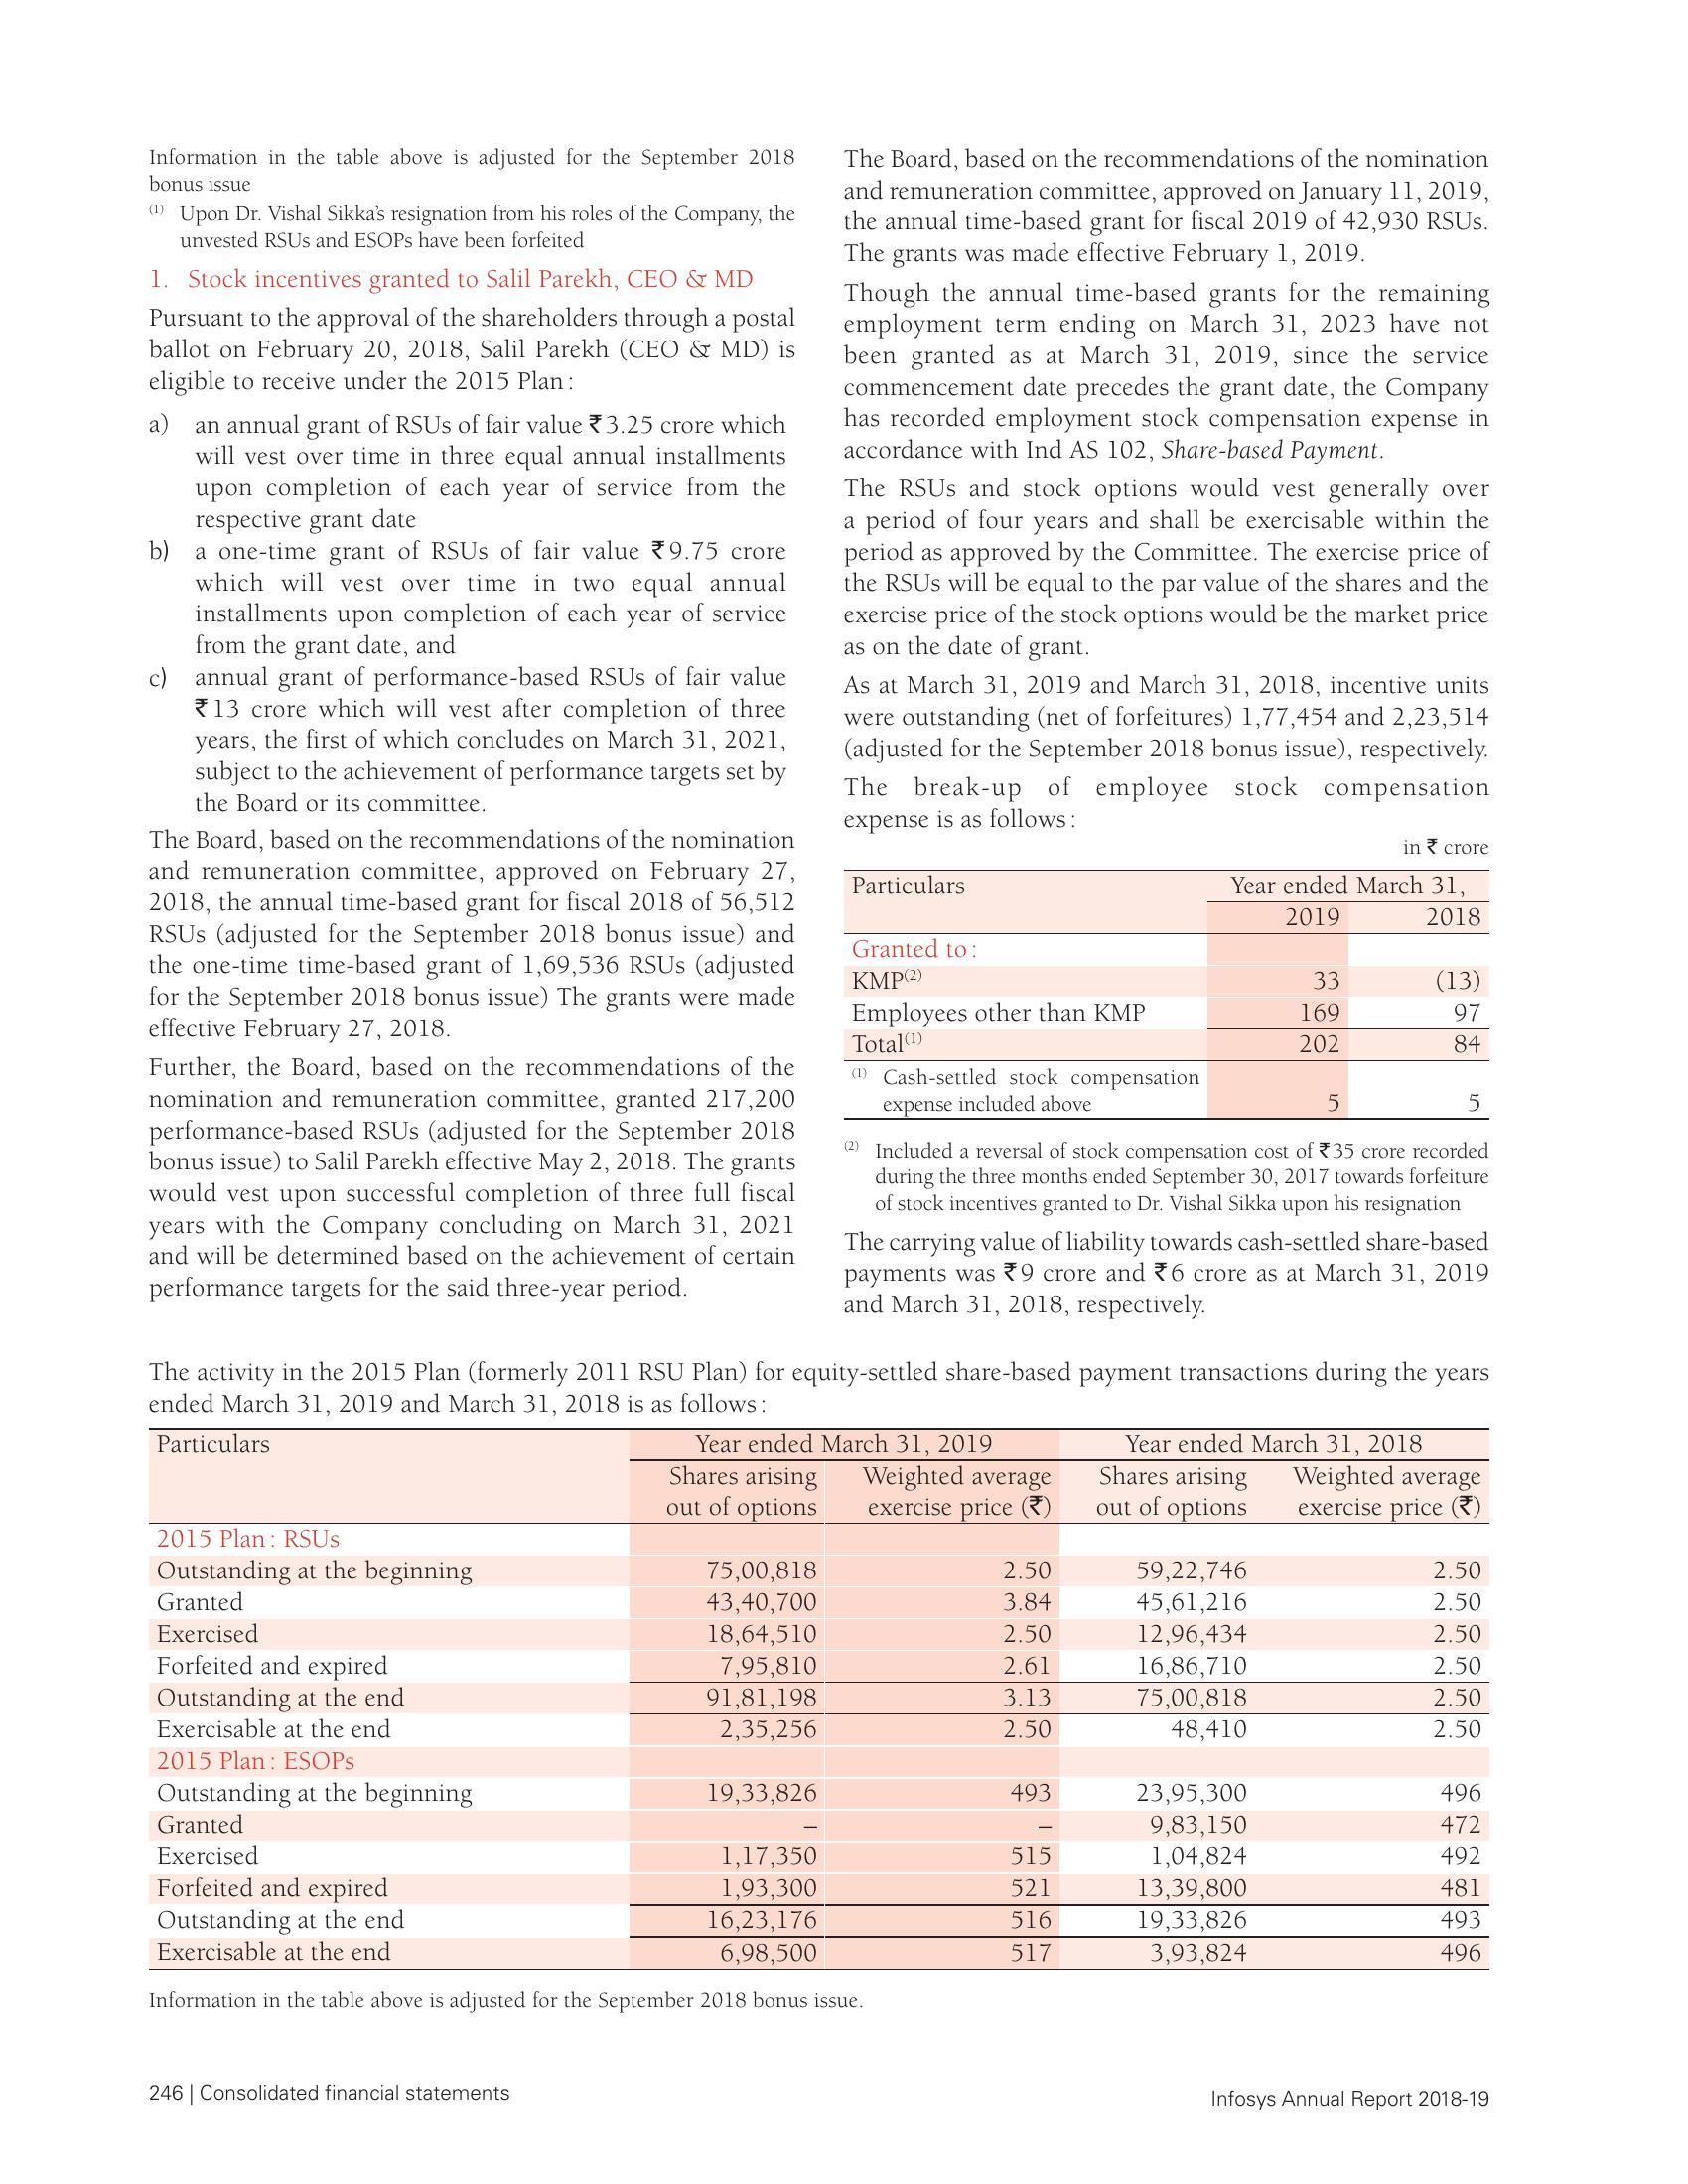 Information in the table above is adjusted for the September 2018
bonus issue
(1) Upon Dr. Vishal Sikka's resignation from his roles of the Company, the
unvested RSUs and ESOPs have been forfeited
1. Stock incentives granted to Salil Parekh, CEO & MD
Pursuant to the approval of the shareholders through a postal
ballot on February 20, 2018, Salil Parekh (CEO & MD) is
eligible to receive under the 2015 Plan:
a) an annual grant of RSUs of fair value ₹3.25 crore which
will vest over time in three equal annual installments
upon completion of each year of service from the
respective grant date
b) a one-time grant of RSUs of fair value ₹9.75 crore
which will vest over time in two equal annual
installments upon completion of each year of service
from the grant date, and
c) annual grant of performance-based RSUs of fair value
₹13 crore which will vest after completion of three
years, the first of which concludes on March 31, 2021,
subject to the achievement of performance targets set by
the Board or its committee.
The Board, based on the recommendations of the nomination
and remuneration committee, approved on February 27,
2018, the annual time-based grant for fiscal 2018 of 56,512
RSUs (adjusted for the September 2018 bonus issue) and
the one-time time-based grant of 1,69,536 RSUs (adjusted
for the September 2018 bonus issue) The grants were made
effective February 27, 2018.
Further, the Board, based on the recommendations of the
nomination and remuneration committee, granted 217,200
performance-based RSUs (adjusted for the September 2018
bonus issue) to Salil Parekh effective May 2, 2018. The grants
would vest upon successful completion of three full fiscal
years with the Company concluding on March 31, 2021
and will be determined based on the achievement of certain
performance targets for the said three-year period.
The Board, based on the recommendations of the nomination
and remuneration committee, approved on January 11, 2019,
the annual time-based grant for fiscal 2019 of 42,930 RSUs.
The grants was made effective February 1, 2019.
Though the annual time-based grants for the remaining
employment term ending on March 31, 2023 have not
been granted as at March 31, 2019, since the service
commencement date precedes the grant date, the Company
has recorded employment stock compensation expense in
accordance with Ind AS 102, Share-based Payment.
The RSUs and stock options would vest generally over
a period of four years and shall be exercisable within the
period as approved by the Committee. The exercise price of
the RSUs will be equal to the par value of the shares and the
exercise price of the stock options would be the market price
as on the date of grant.
As at March 31, 2019 and March 31, 2018, incentive units
were outstanding (net of forfeitures) 1,77,454 and 2,23,514
(adjusted for the September 2018 bonus issue), respectively.
The break-up of employee stock compensation
expense is as follows:
in ₹ crore
Particulars Year ended March 31,
2019 2018
Granted to:
KMP(2) 33 (13)
Employees other than KMP 169 97
Total(1) 202 84
(1) Cash-settled stock compensation
expense included above 5 5
(2) Included a reversal of stock compensation cost of ₹35 crore recorded
during the three months ended September 30, 2017 towards forfeiture
of stock incentives granted to Dr. Vishal Sikka upon his resignation
The carrying value of liability towards cash-settled share-based
payments was ₹9 crore and ₹6 crore as at March 31, 2019
and March 31, 2018, respectively.
The activity in the 2015 Plan (formerly 2011 RSU Plan) for equity-settled share-based payment transactions during the years
ended March 31, 2019 and March 31, 2018 is as follows:
Particulars Year ended March 31, 2019 Year ended March 31, 2018
Shares arising Weighted average Shares arising Weighted average
out of options exercise price (₹) out of options exercise price (₹)
2015 Plan: RSUs
Outstanding at the beginning 75,00,818 2.50 59,22,746 2.50
Granted 43,40,700 3.84 45,61,216 2.50
Exercised 18,64,510 2.50 12,96,434 2.50
Forfeited and expired 7,95,810 2.61 16,86,710 2.50
Outstanding at the end 91,81,198 3.13 75,00,818 2.50
Exercisable at the end 2,35,256 2.50 48,410 2.50
2015 Plan: ESOPs
Outstanding at the beginning 19,33,826 493 23,95,300 496
Granted – – 9,83,150 472
Exercised 1,17,350 515 1,04,824 492
Forfeited and expired 1,93,300 521 13,39,800 481
Outstanding at the end 16,23,176 516 19,33,826 493
Exercisable at the end 6,98,500 517 3,93,824 496
Information in the table above is adjusted for the September 2018 bonus issue.
246 | Consolidated financial statements
Infosys Annual Report 2018-19